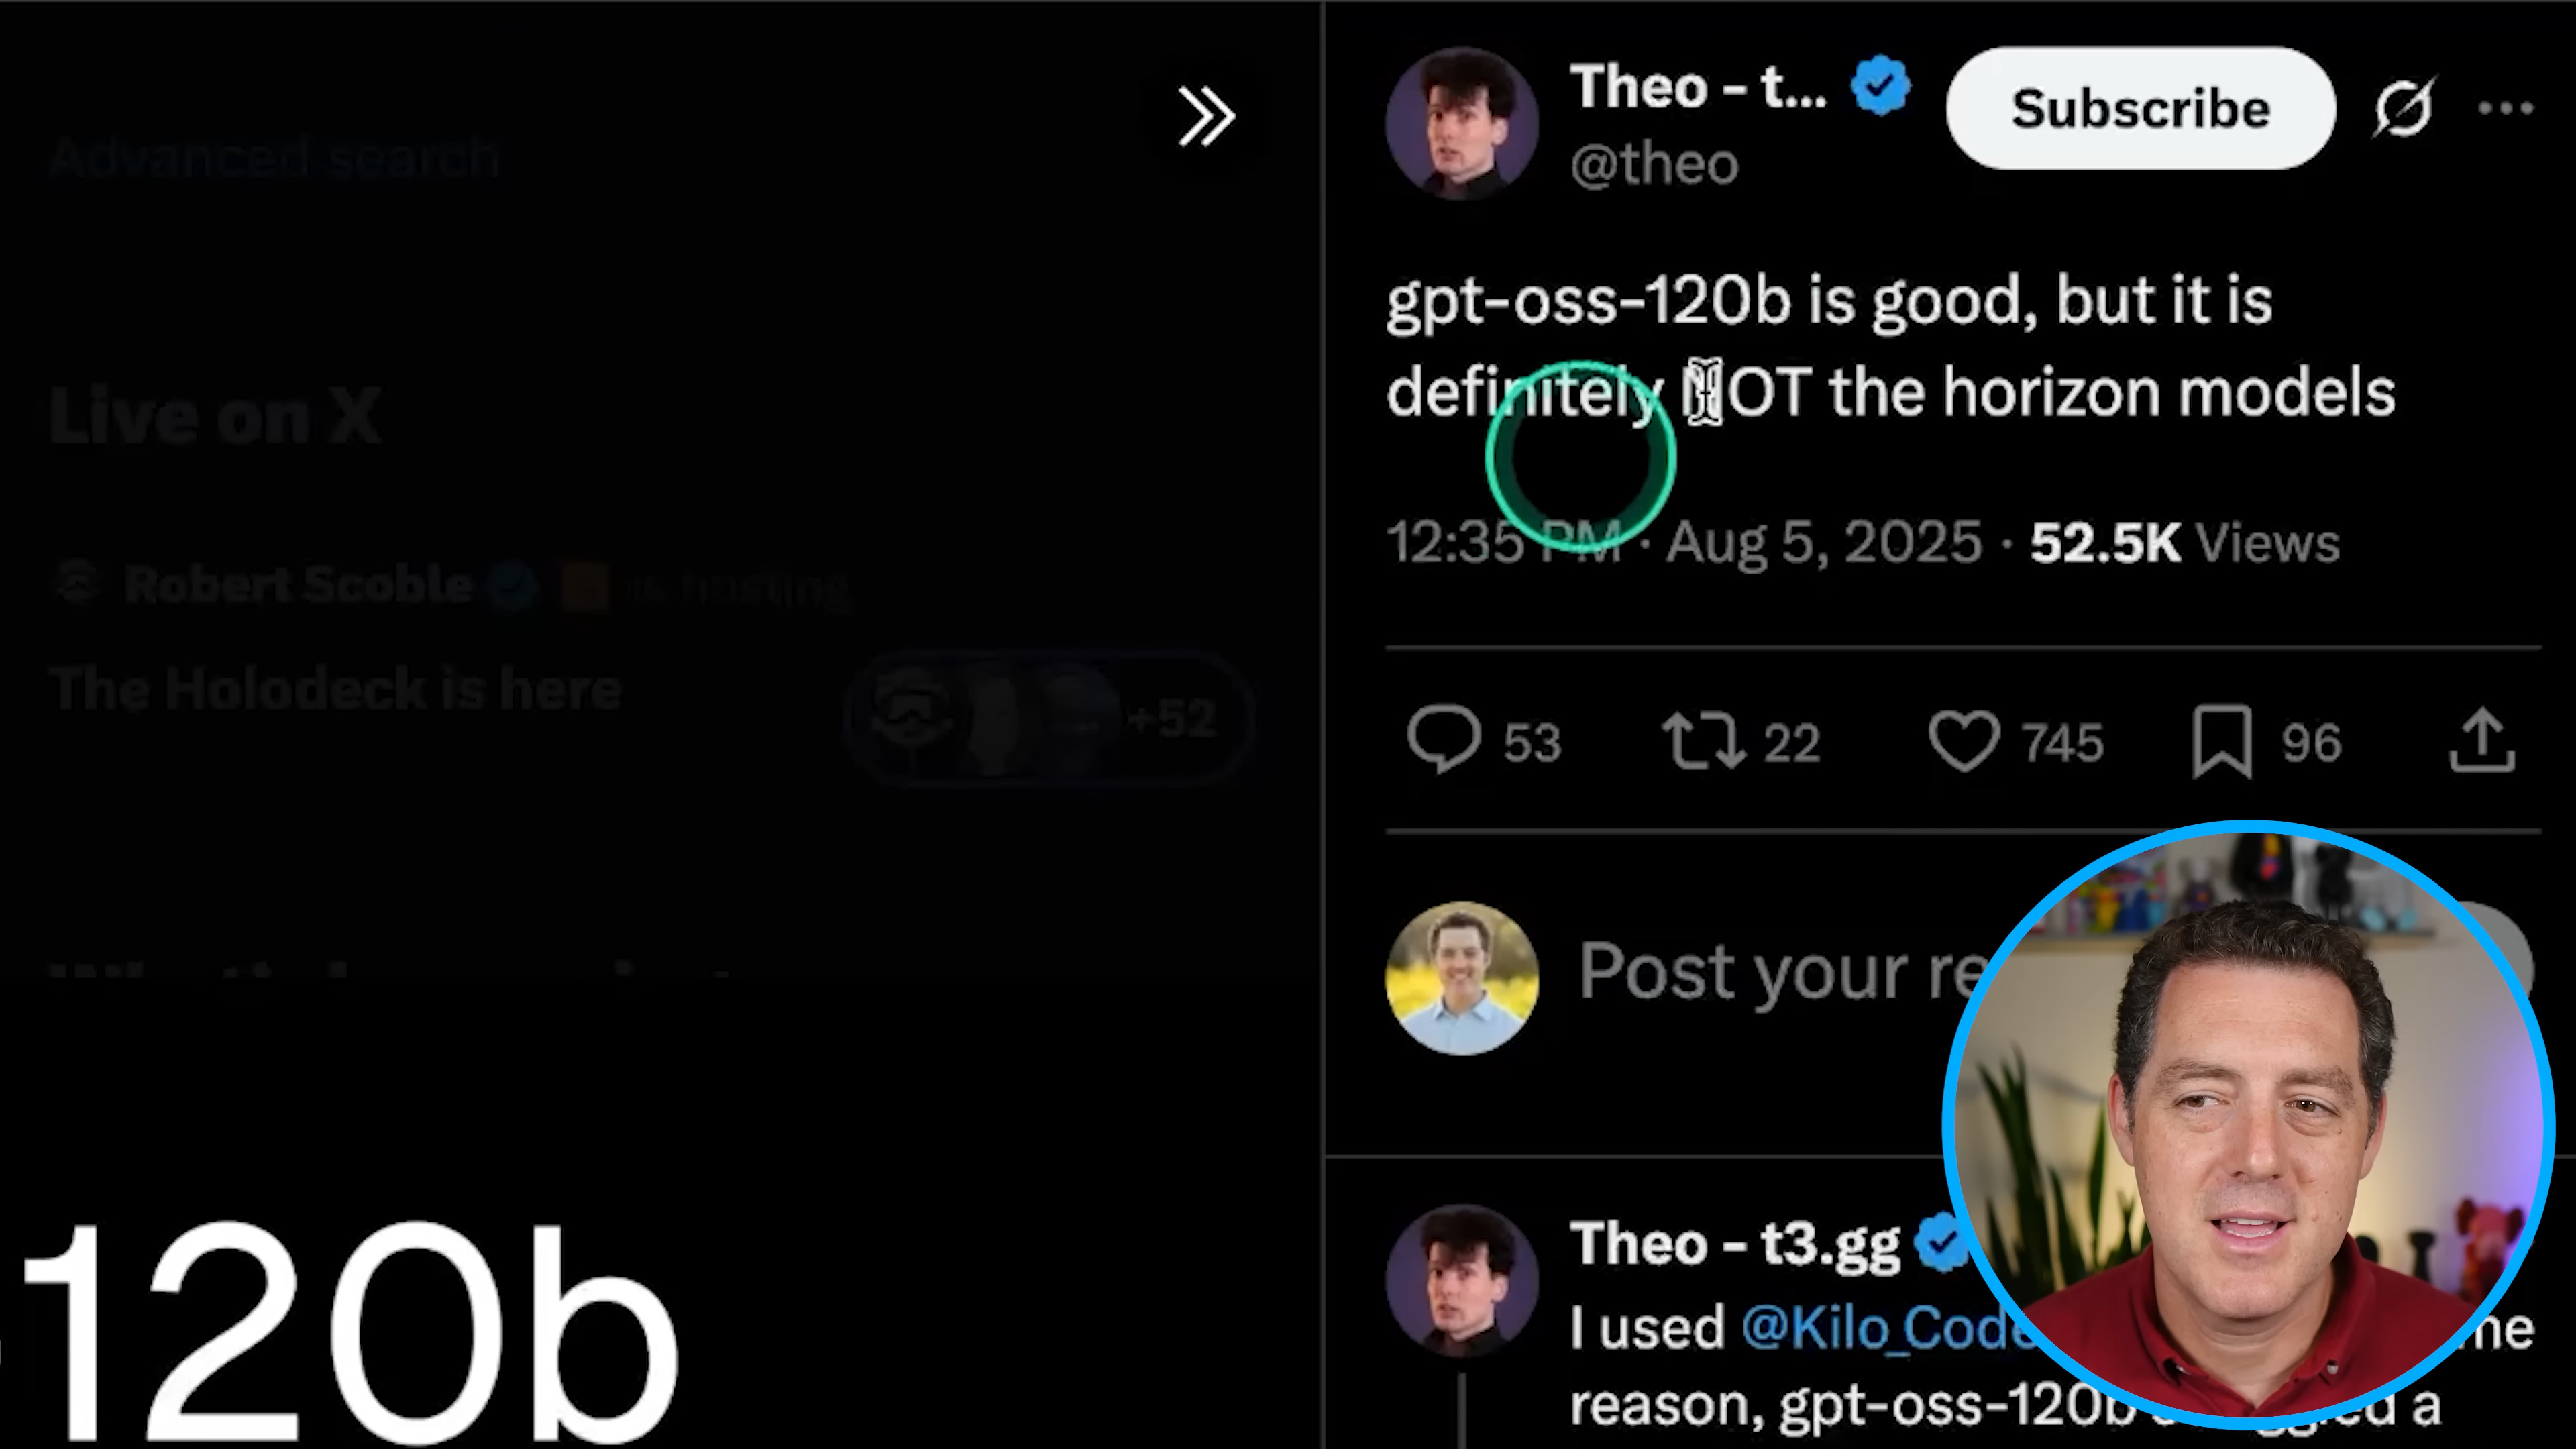 Advanced search
Live on X
Robert Scoble is hosting
The Holodeck is here
+52
120b
Theo - t...
@theo
Subscribe
gpt-oss-120b is good, but it is
definitely NOT the horizon models
12:35 PM · Aug 5, 2025 · 52.5K Views
53 22 745 96
Post your
Theo - t3.gg
I used @Kilo_Code
reason, gpt-oss-120b a